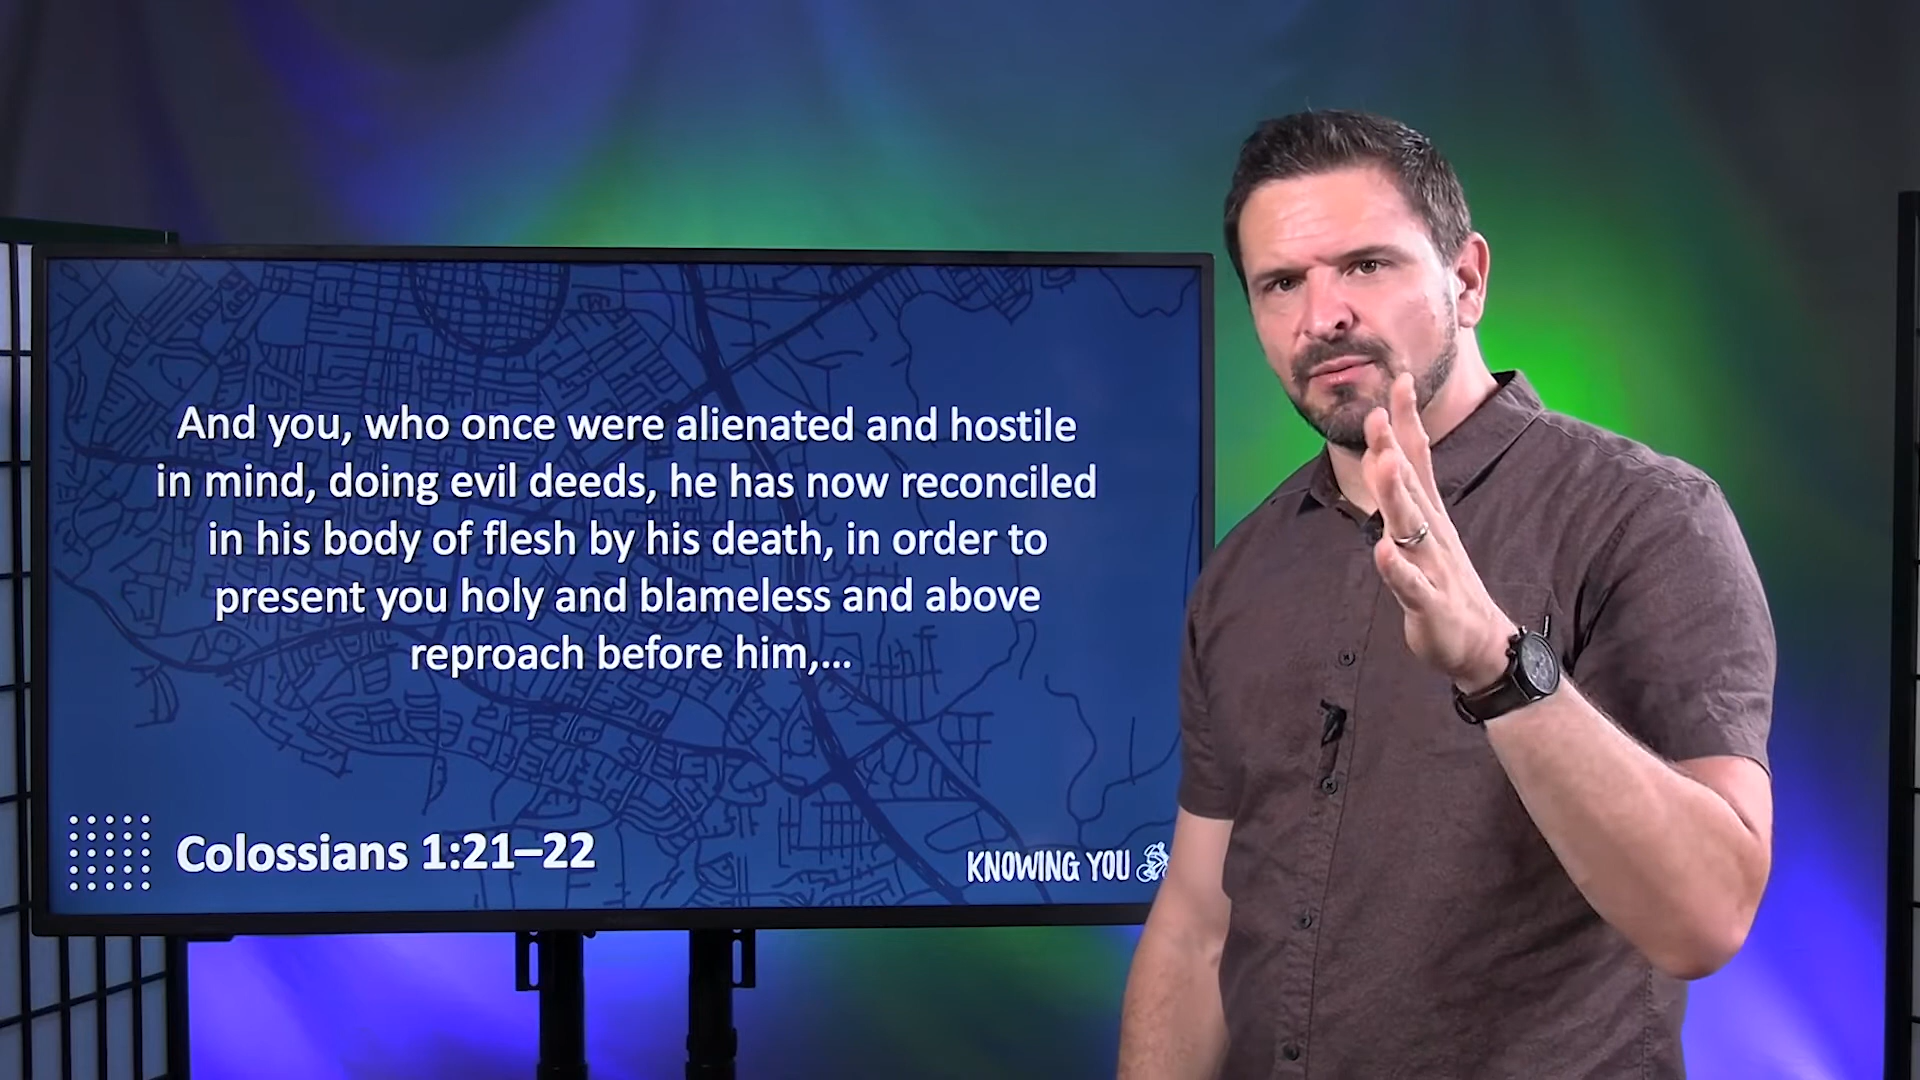 And you, who once were alienated and hostile
in mind, doing evil deeds, he has now reconciled
in his body of flesh by his death, in order to
present you holy and blameless and above
reproach before him,...
Colossians 1:21–22
KNOWING YOU